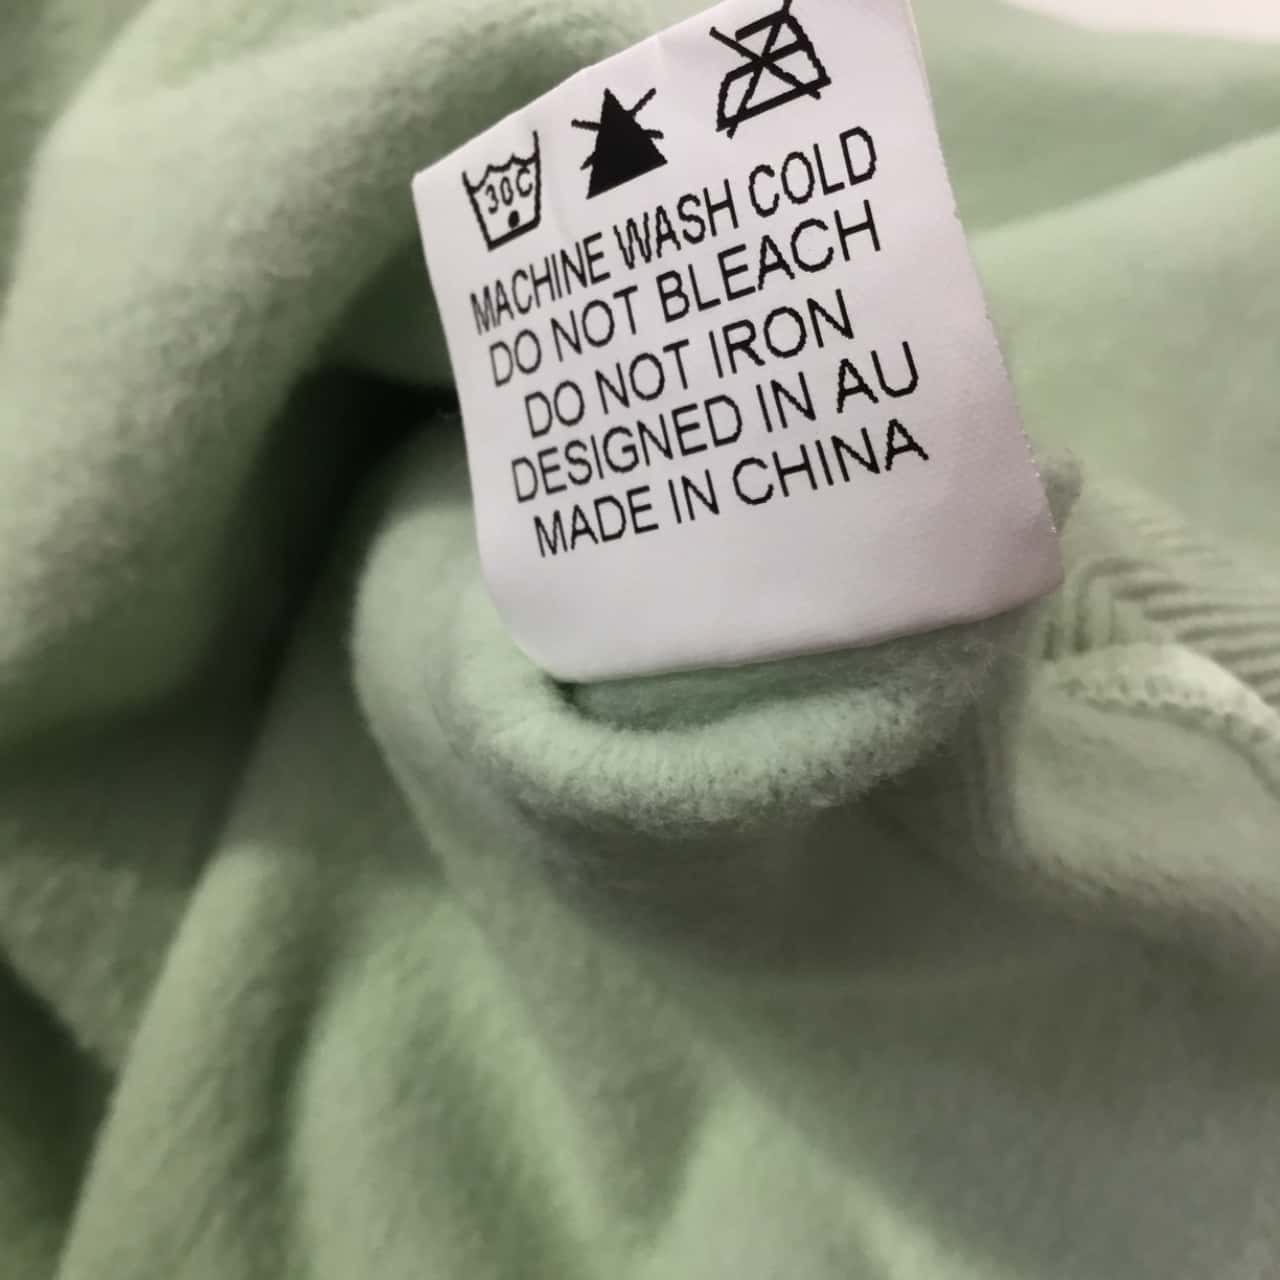 30C
MACHINE WASH COLD
DO NOT BLEACH
DO NOT IRON
DESIGNED IN AU
MADE IN CHINA